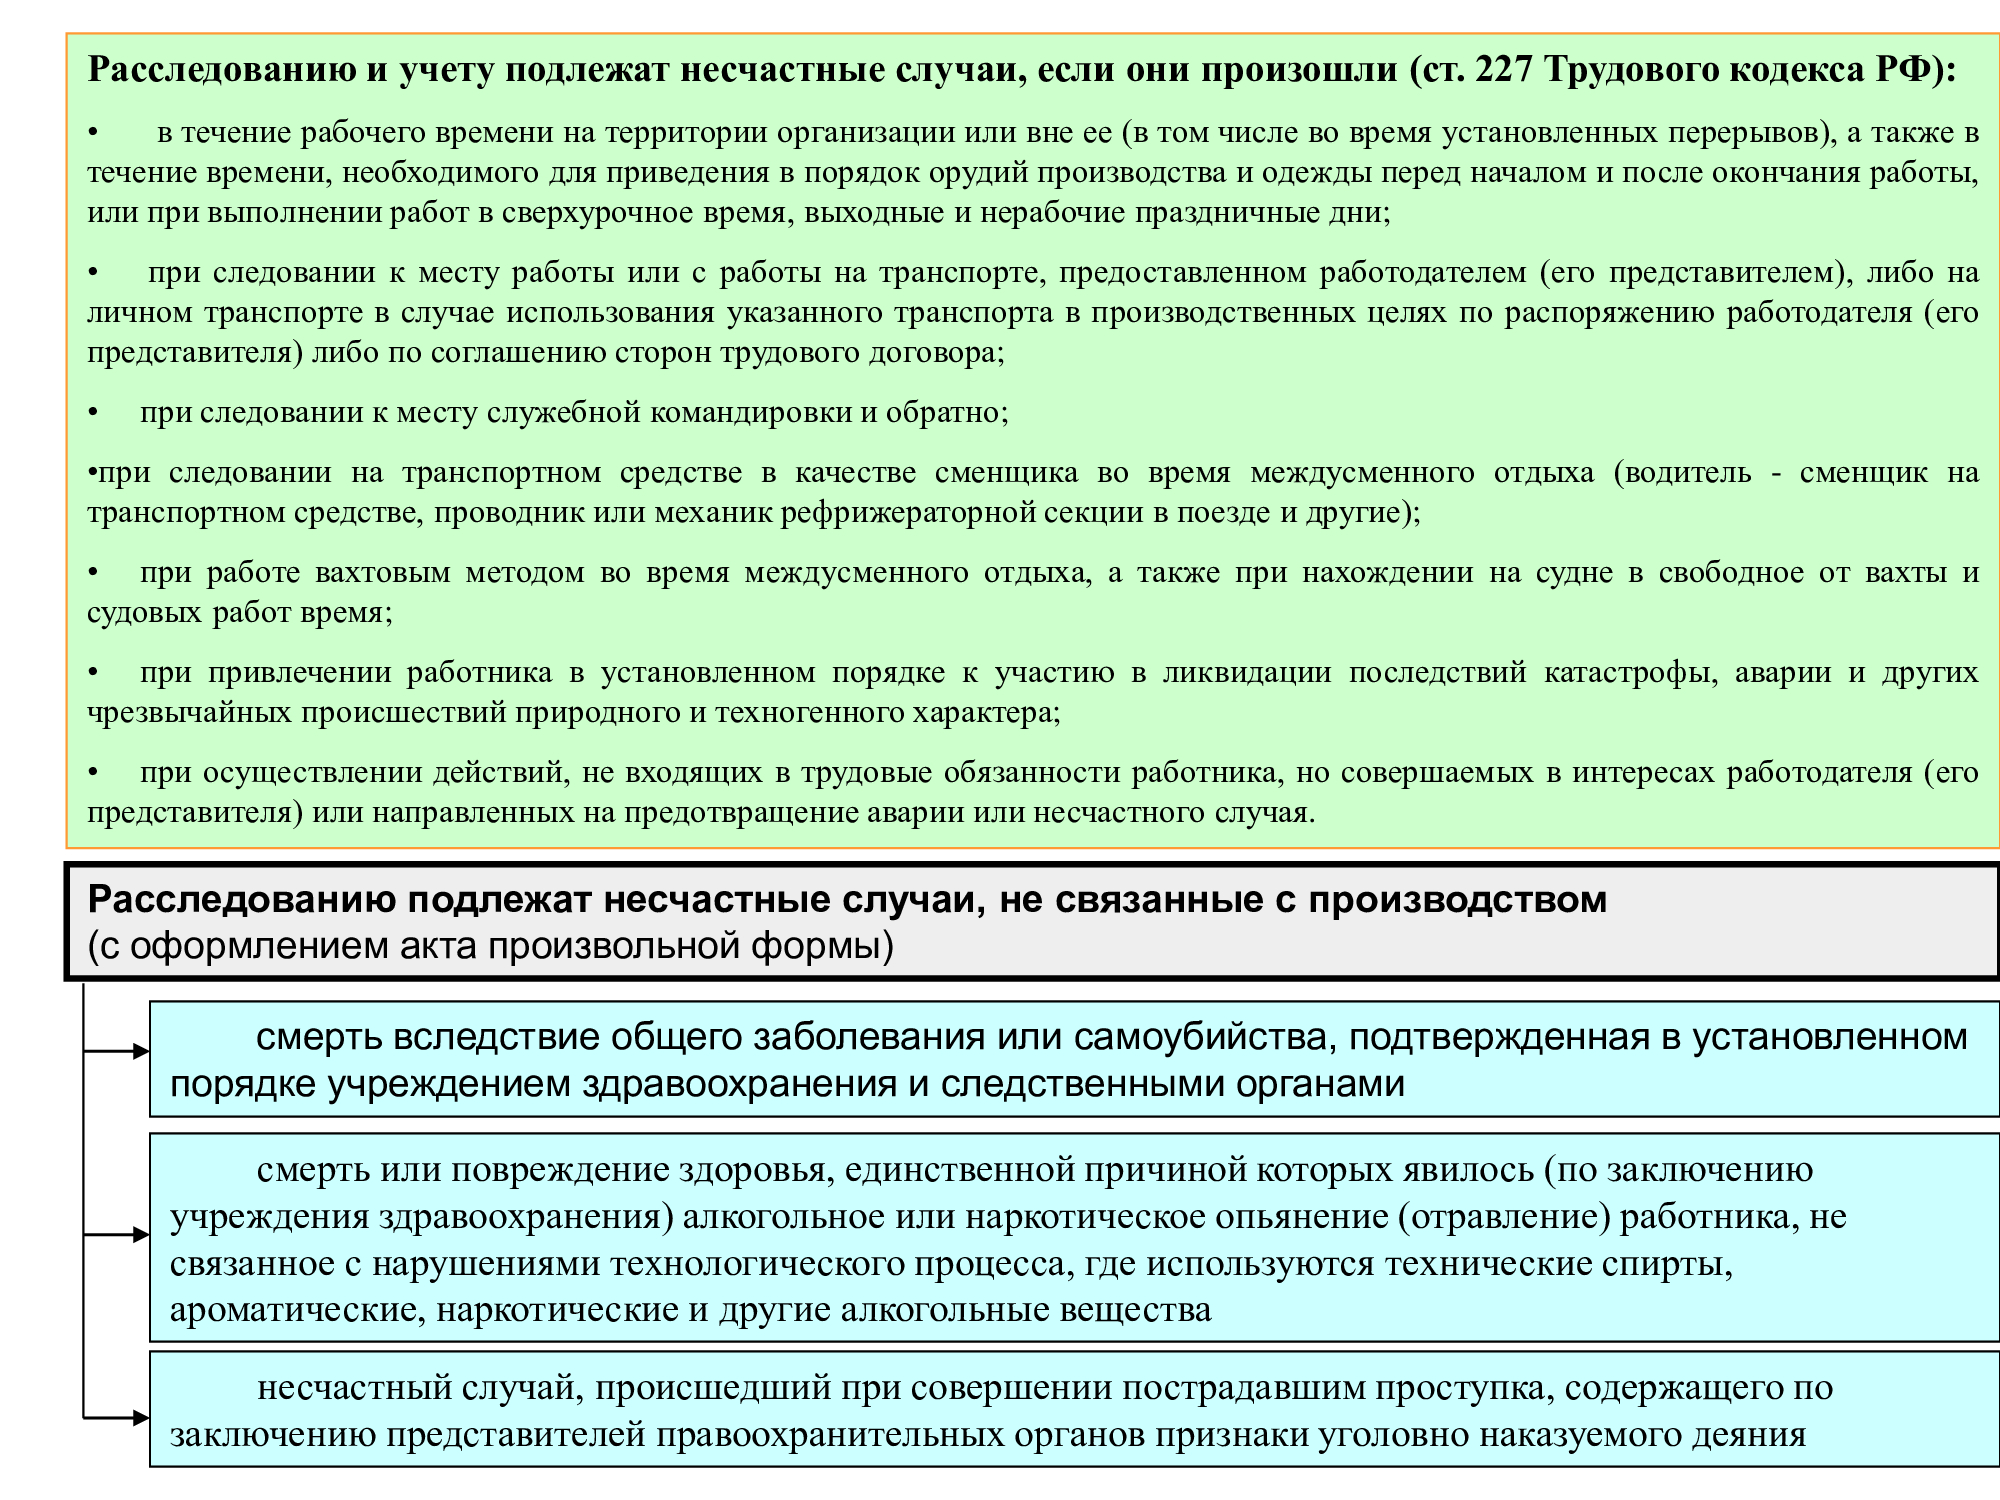 Расследованию и учету подлежат несчастные случаи, если они произошли (ст. 227 Трудового кодекса РФ):
• в течение рабочего времени на территории организации или вне ее (в том числе во время установленных перерывов), а также в
течение времени, необходимого для приведения в порядок орудий производства и одежды перед началом и после окончания работы,
или при выполнении работ в сверхурочное время, выходные и нерабочие праздничные дни;
• при следовании к месту работы или с работы на транспорте, предоставленном работодателем (его представителем), либо на
личном транспорте в случае использования указанного транспорта в производственных целях по распоряжению работодателя (его
представителя) либо по соглашению сторон трудового договора;
• при следовании к месту служебной командировки и обратно;
•при следовании на транспортном средстве в качестве сменщика во время междусменного отдыха (водитель - сменщик на
транспортном средстве, проводник или механик рефрижераторной секции в поезде и другие);
• при работе вахтовым методом во время междусменного отдыха, а также при нахождении на судне в свободное от вахты и
судовых работ время;
• при привлечении работника в установленном порядке к участию в ликвидации последствий катастрофы, аварии и других
чрезвычайных происшествий природного и техногенного характера;
• при осуществлении действий, не входящих в трудовые обязанности работника, но совершаемых в интересах работодателя (его
представителя) или направленных на предотвращение аварии или несчастного случая.
Расследованию подлежат несчастные случаи, не связанные с производством
(с оформлением акта произвольной формы)
смерть вследствие общего заболевания или самоубийства, подтвержденная в установленном
порядке учреждением здравоохранения и следственными органами
смерть или повреждение здоровья, единственной причиной которых явилось (по заключению
учреждения здравоохранения) алкогольное или наркотическое опьянение (отравление) работника, не
связанное с нарушениями технологического процесса, где используются технические спирты,
ароматические, наркотические и другие алкогольные вещества
несчастный случай, происшедший при совершении пострадавшим проступка, содержащего по
заключению представителей правоохранительных органов признаки уголовно наказуемого деяния